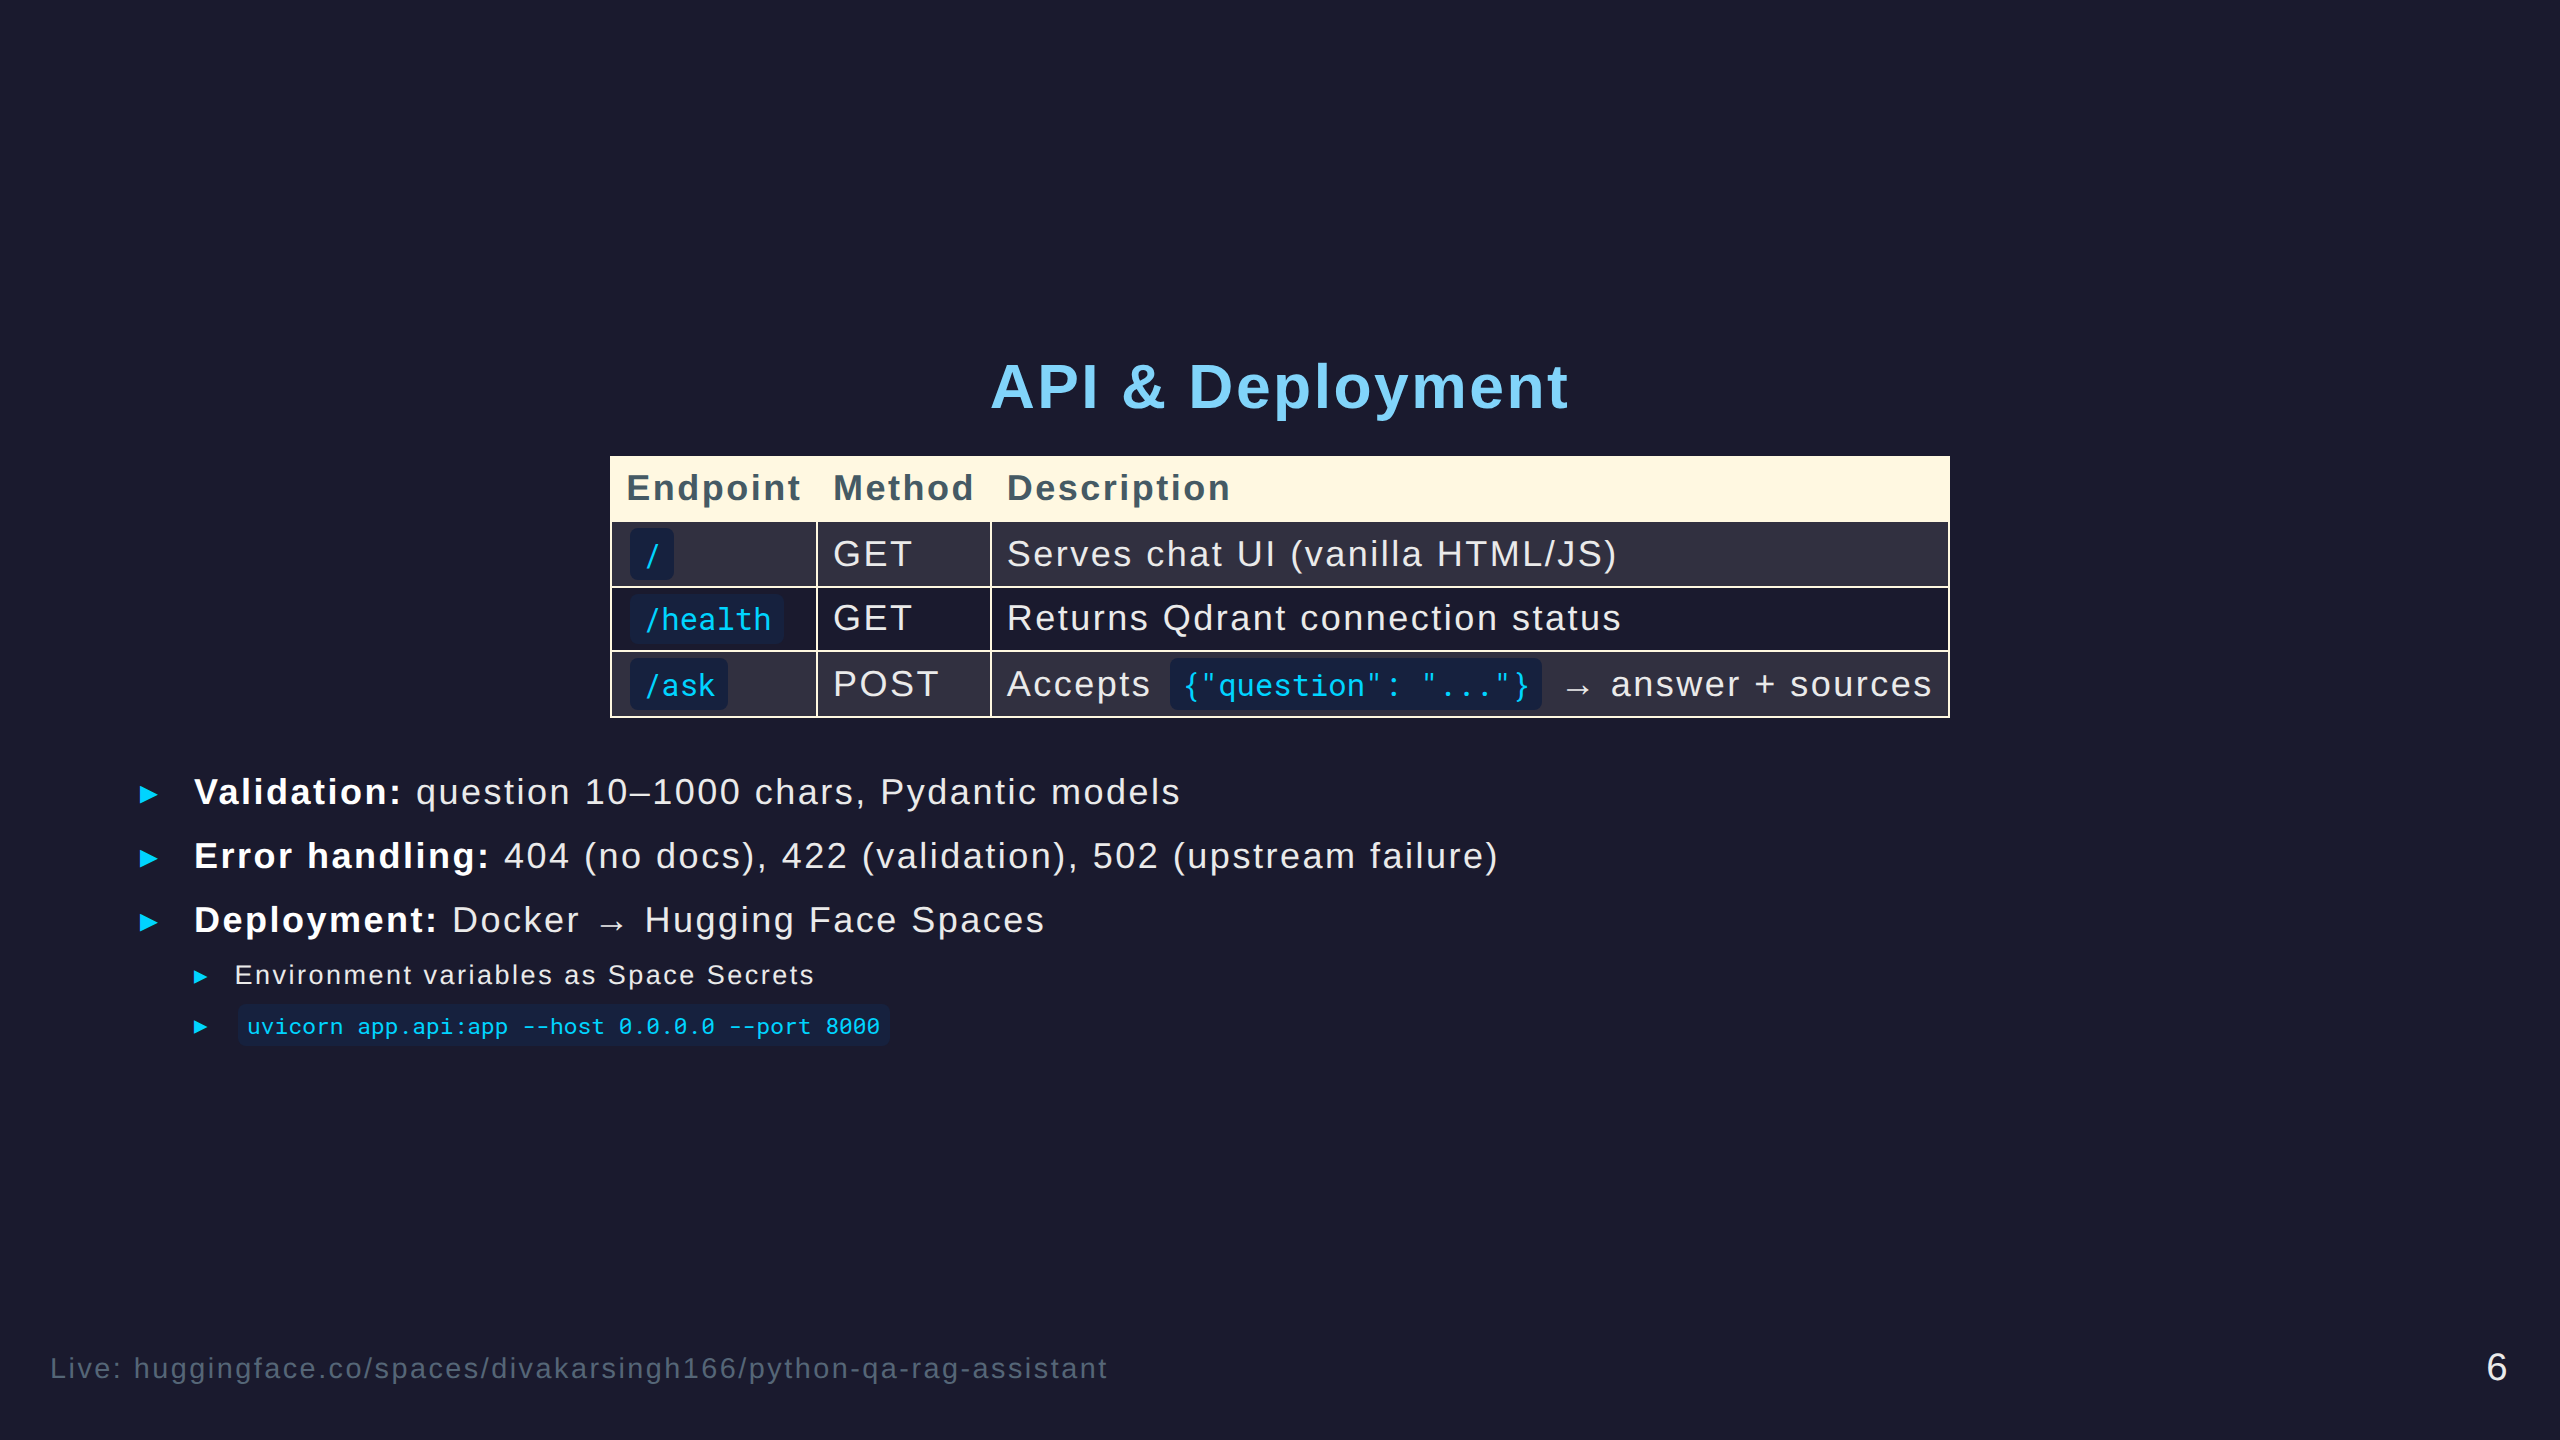 API & Deployment
Endpoint Method Description
/ GET Serves chat UI (vanilla HTML/JS)
/health GET Returns Qdrant connection status
/ask POST Accepts {"question": "..."} → answer + sources
▶ Validation: question 10–1000 chars, Pydantic models
▶ Error handling: 404 (no docs), 422 (validation), 502 (upstream failure)
▶ Deployment: Docker → Hugging Face Spaces
▶ Environment variables as Space Secrets
▶ uvicorn app.api:app --host 0.0.0.0 --port 8000
Live: huggingface.co/spaces/divakarsingh166/python-qa-rag-assistant
6